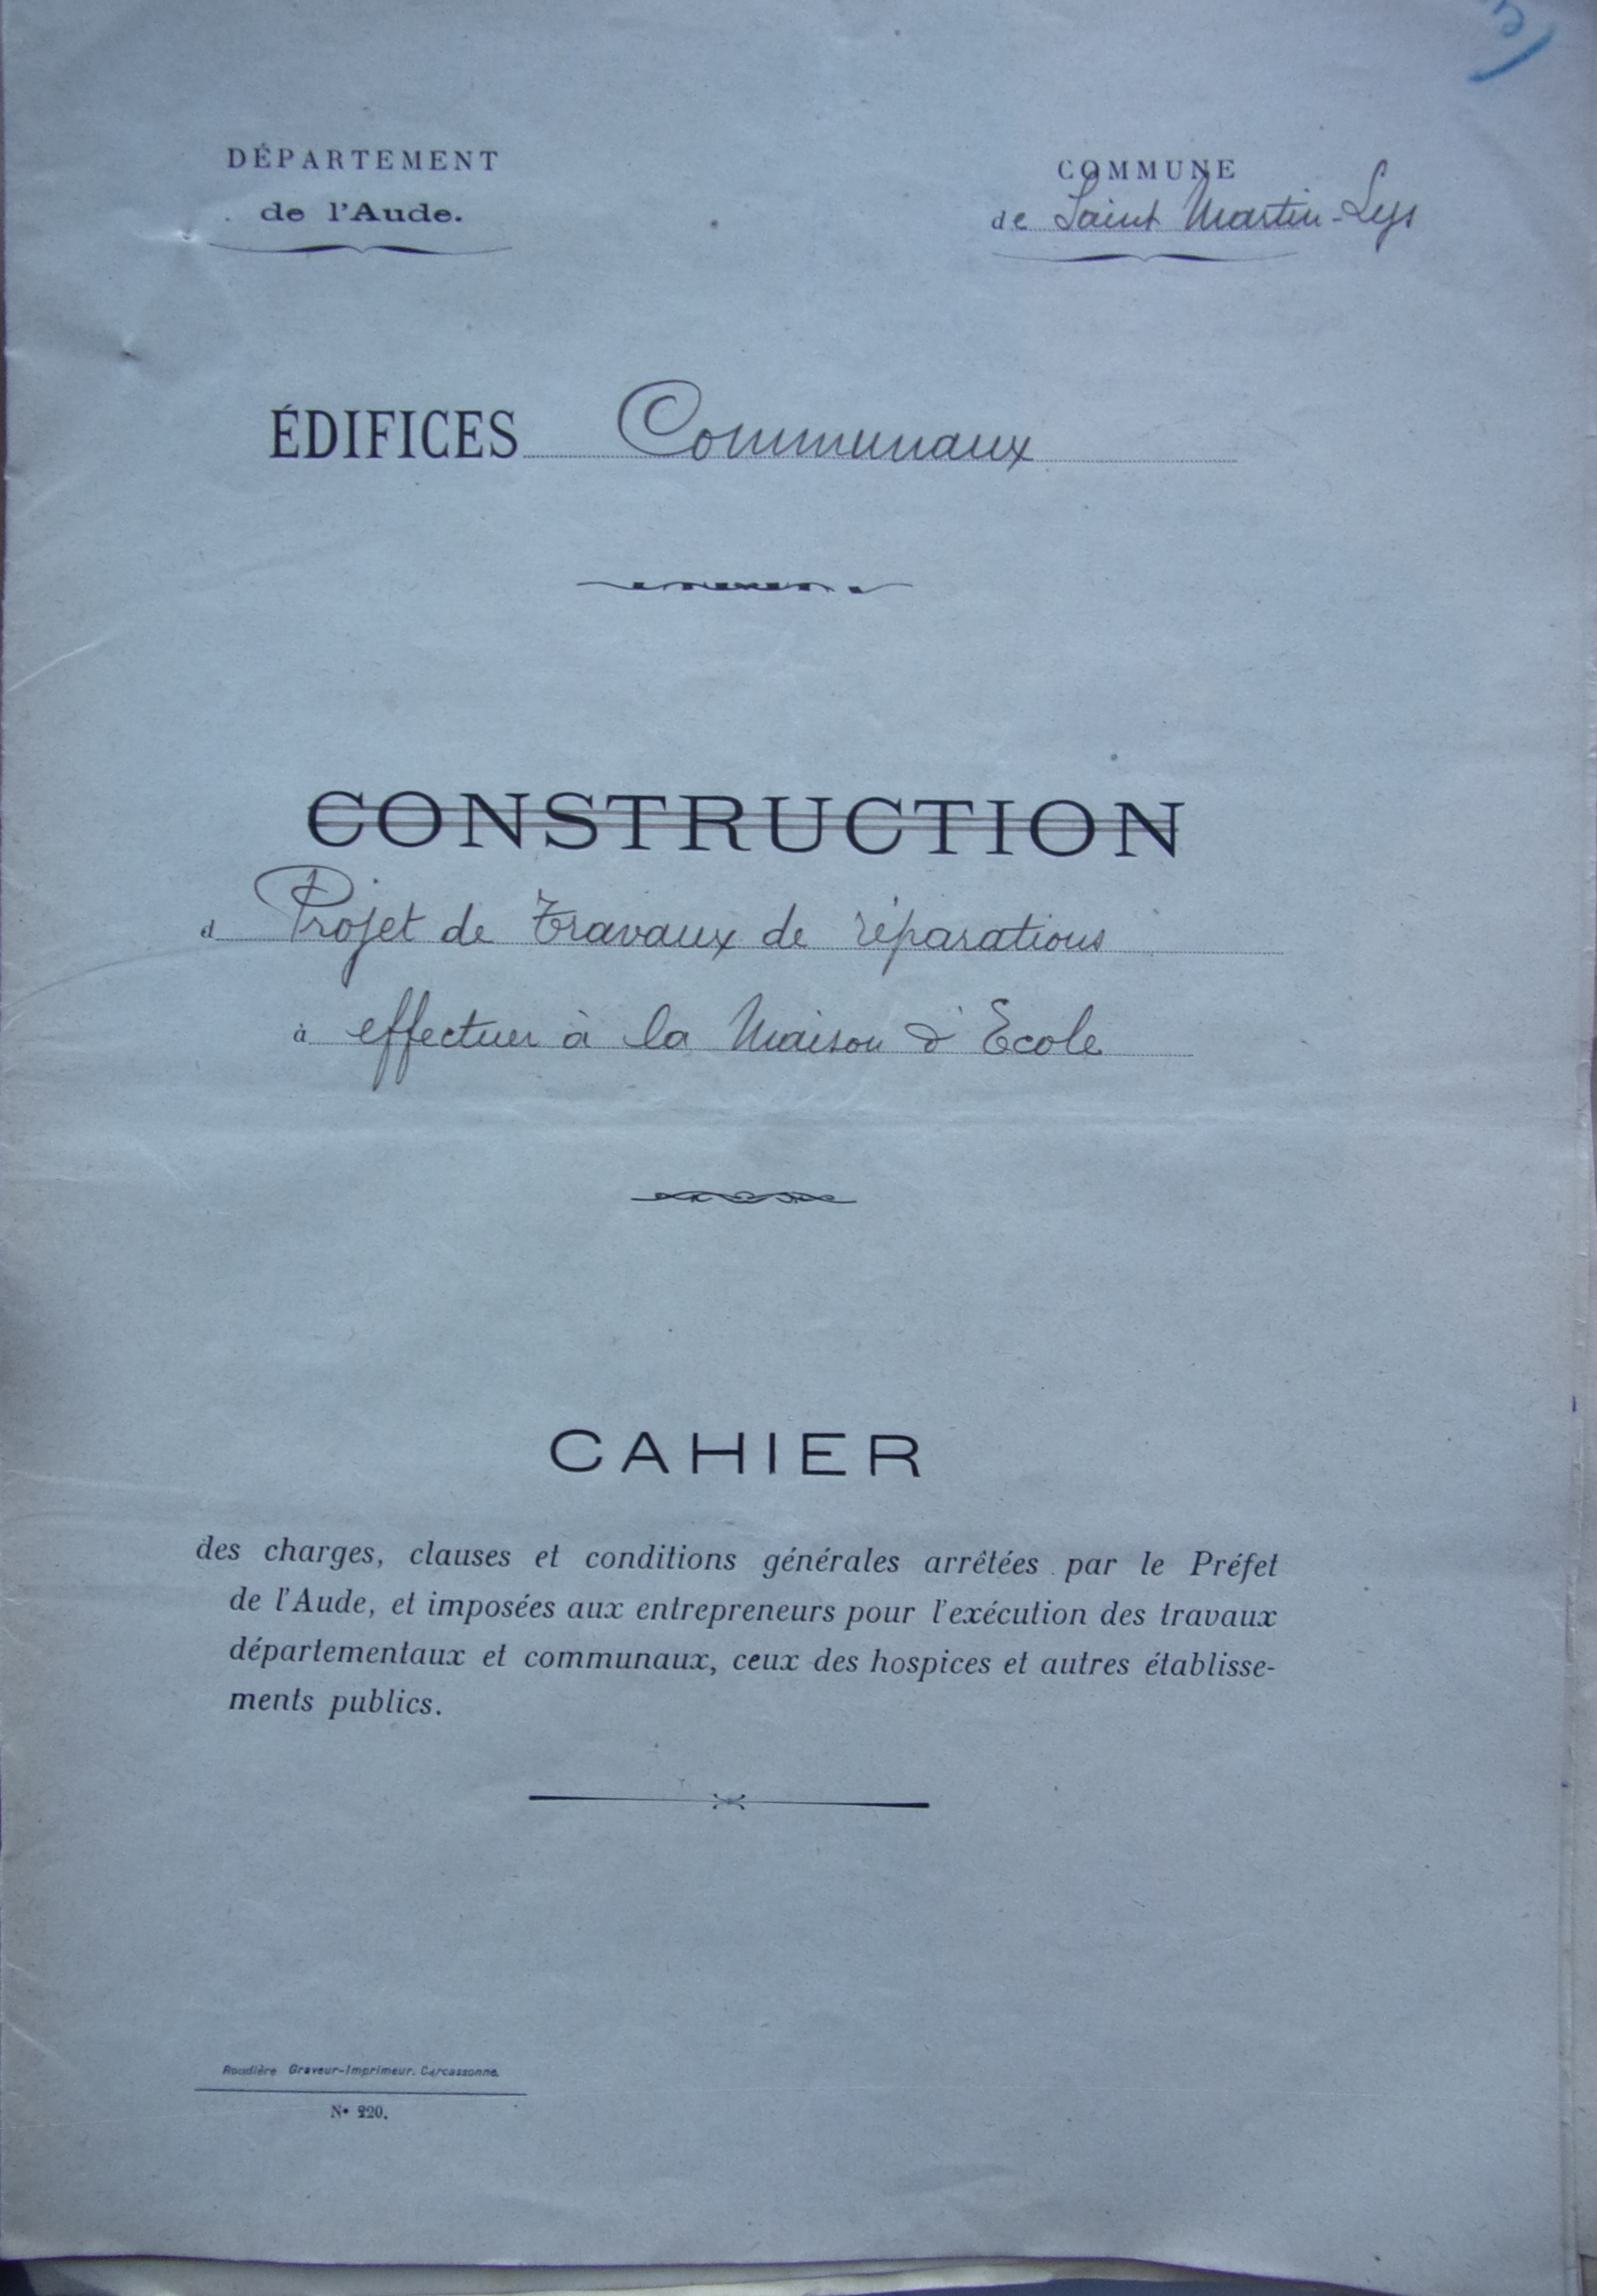 DÉPARTEMENT
de l'Aude.
COMMUNE
de Saint Martin-Lys
ÉDIFICES Communaux
CONSTRUCTION
d Projet de travaux de réparations
à effectuer à la Maison d'Ecole
CAHIER
des charges, clauses et conditions générales arrêtées par le Préfet
de l'Aude, et imposées aux entrepreneurs pour l'exécution des travaux
départementaux et communaux, ceux des hospices et autres établisse-
ments publics.
Roudière Graveur-Imprimeur. Carcassonne.
N° 220.